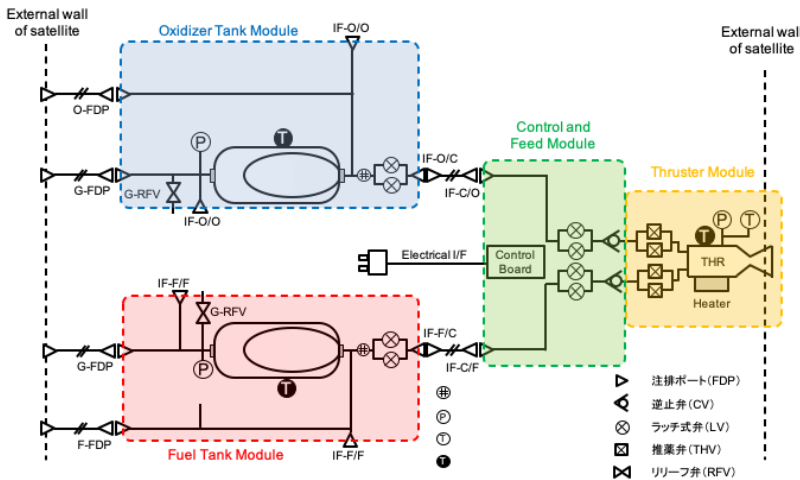 External wall
of satellite
Oxidizer Tank Module
IF-O/O
External wall
of satellite
O-FDP
T
P
Control and
Feed Module
IF-O/C
Thruster Module
G-FDP
G-RFV
IF-C/O
IF-O/O
P
T
T
Electrical I/F
Control
Board
THR
Heater
IF-F/F
G-RFV
IF-F/C
G-FDP
P
T
IF-C/F
注排ポート(FDP)
P
逆止弁(CV)
F-FDP
T
ラッチ式弁(LV)
Fuel Tank Module
IF-F/F
T
推薬弁(THV)
リリーフ弁(RFV)